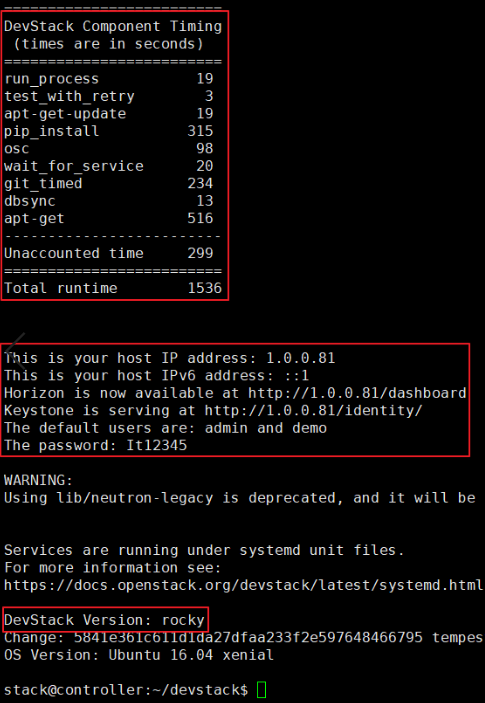 =========================
DevStack Component Timing
 (times are in seconds)
=========================
run_process           19
test_with_retry        3
apt-get-update        19
pip_install          315
osc                   98
wait_for_service      20
git_timed            234
dbsync                13
apt-get              516
-------------------------
Unaccounted time     299
=========================
Total runtime        1536
This is your host IP address: 1.0.0.81
This is your host IPv6 address: ::1
Horizon is now available at http://1.0.0.81/dashboard
Keystone is serving at http://1.0.0.81/identity/
The default users are: admin and demo
The password: It12345
WARNING:
Using lib/neutron-legacy is deprecated, and it will be
Services are running under systemd unit files.
For more information see:
https://docs.openstack.org/devstack/latest/systemd.html
DevStack Version: rocky
Change: 5841e361c611d1da27dfaa233f2e597648466795 tempes
OS Version: Ubuntu 16.04 xenial
stack@controller:~/devstack$